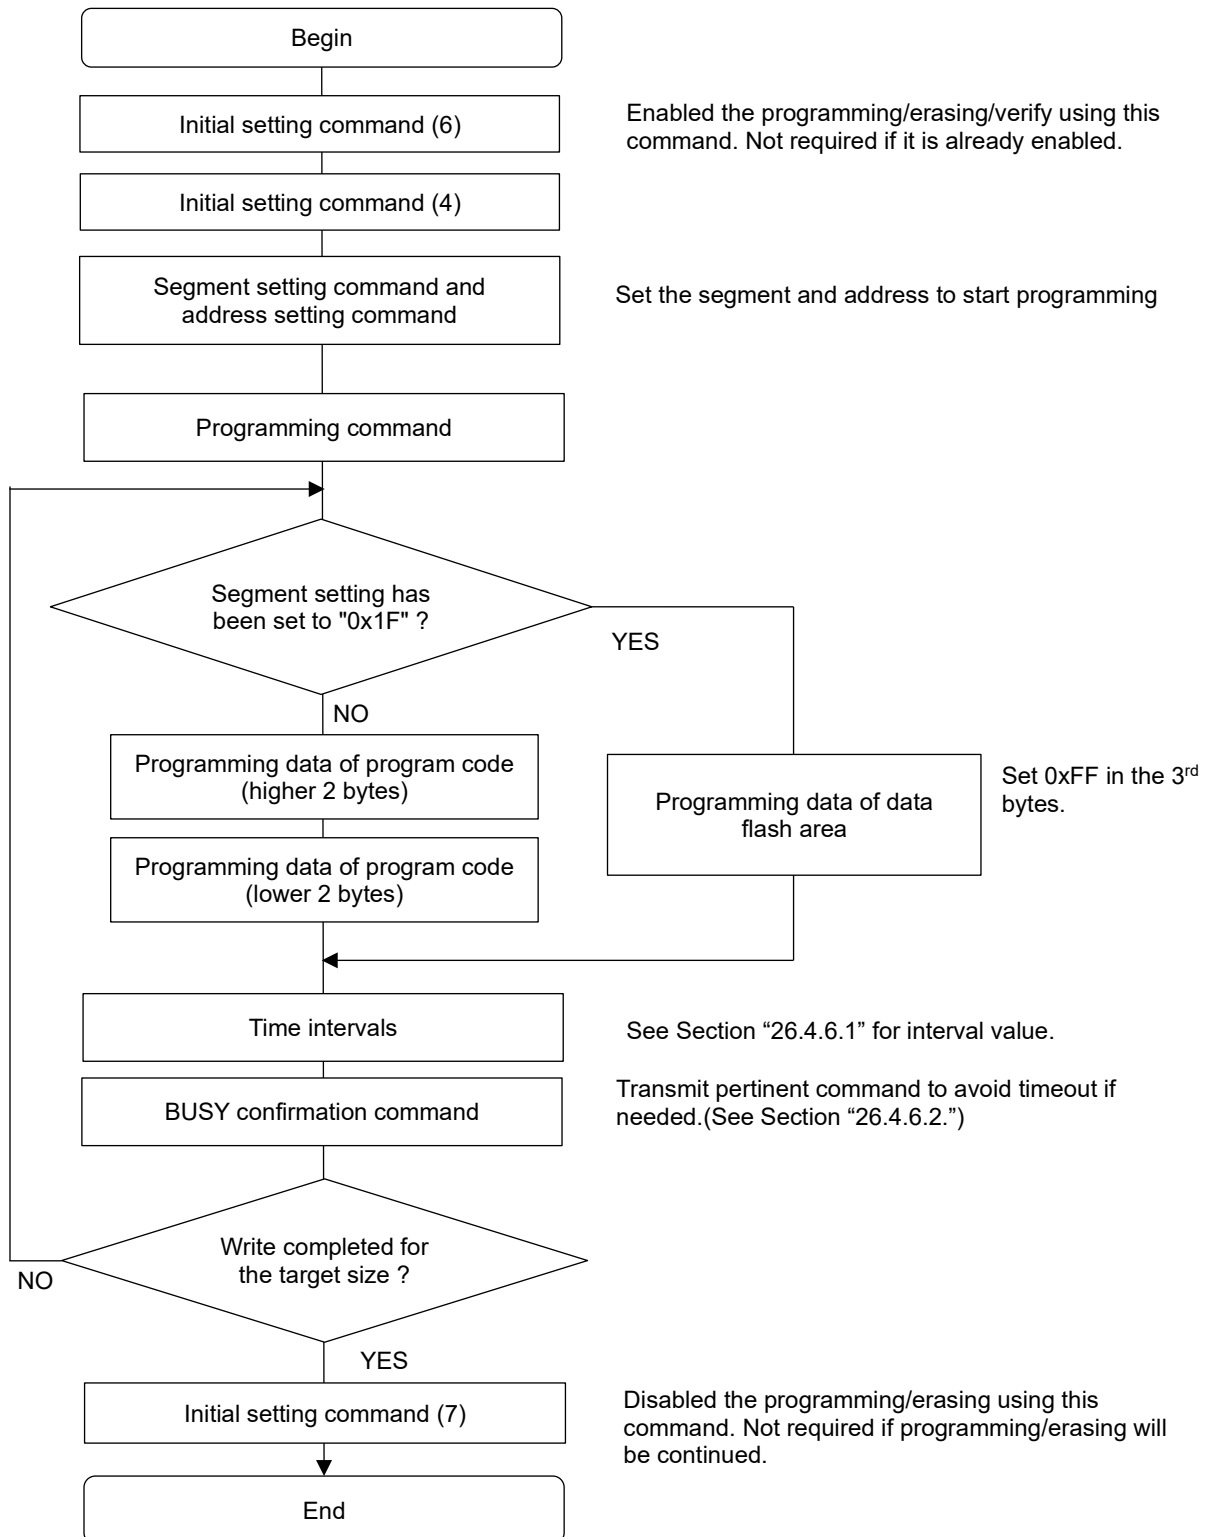 Begin
Initial setting command (6)
Enabled the programming/erasing/verify using this
command. Not required if it is already enabled.
Initial setting command (4)
Segment setting command and
address setting command
Set the segment and address to start programming
Programming command
Segment setting has
been set to "0x1F" ?
YES
NO
Programming data of program code
(higher 2 bytes)
Programming data of data
flash area
Set 0xFF in the 3rd
bytes.
Programming data of program code
(lower 2 bytes)
Time intervals
See Section “26.4.6.1” for interval value.
BUSY confirmation command
Transmit pertinent command to avoid timeout if
needed.(See Section “26.4.6.2.”)
Write completed for
the target size ?
NO
YES
Initial setting command (7)
Disabled the programming/erasing using this
command. Not required if programming/erasing will
be continued.
End